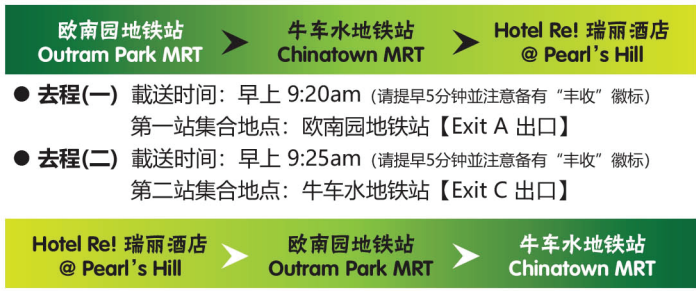 欧南园地铁站 牛车水地铁站 Hotel Re! 瑞丽酒店
Outram Park MRT Chinatown MRT @ Pearl's Hill
● 去程(一) 載送时间：早上 9:20am (请提早5分钟並注意备有“丰收”徽标)
第一站集合地点：欧南园地铁站【Exit A 出口】
● 去程(二) 載送时间：早上 9:25am (请提早5分钟並注意备有“丰收”徽标)
第二站集合地点：牛车水地铁站【Exit C 出口】
Hotel Re! 瑞丽酒店 欧南园地铁站 牛车水地铁站
@ Pearl's Hill Outram Park MRT Chinatown MRT